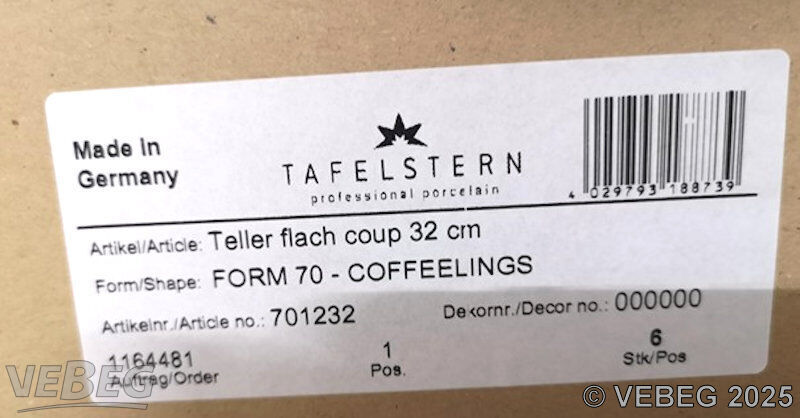 Made In
Germany
TAFELSTERN
professional porcelain
4 029793 188739
Artikel/Article: Teller flach coup 32 cm
Form/Shape: FORM 70 - COFFEELINGS
Artikelnr./Article no.: 701232
Dekornr./Decor no.: 000000
1164481
Auftrag/Order
1
Pos.
6
Stk/Pos
VEBEG
© VEBEG 2025